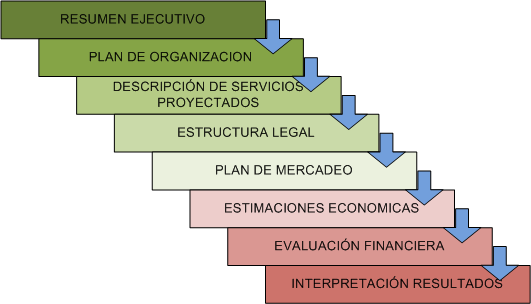 RESUMEN EJECUTIVO
PLAN DE ORGANIZACION
DESCRIPCIÓN DE SERVICIOS
PROYECTADOS
ESTRUCTURA LEGAL
PLAN DE MERCADEO
ESTIMACIONES ECONOMICAS
EVALUACIÓN FINANCIERA
INTERPRETACIÓN RESULTADOS